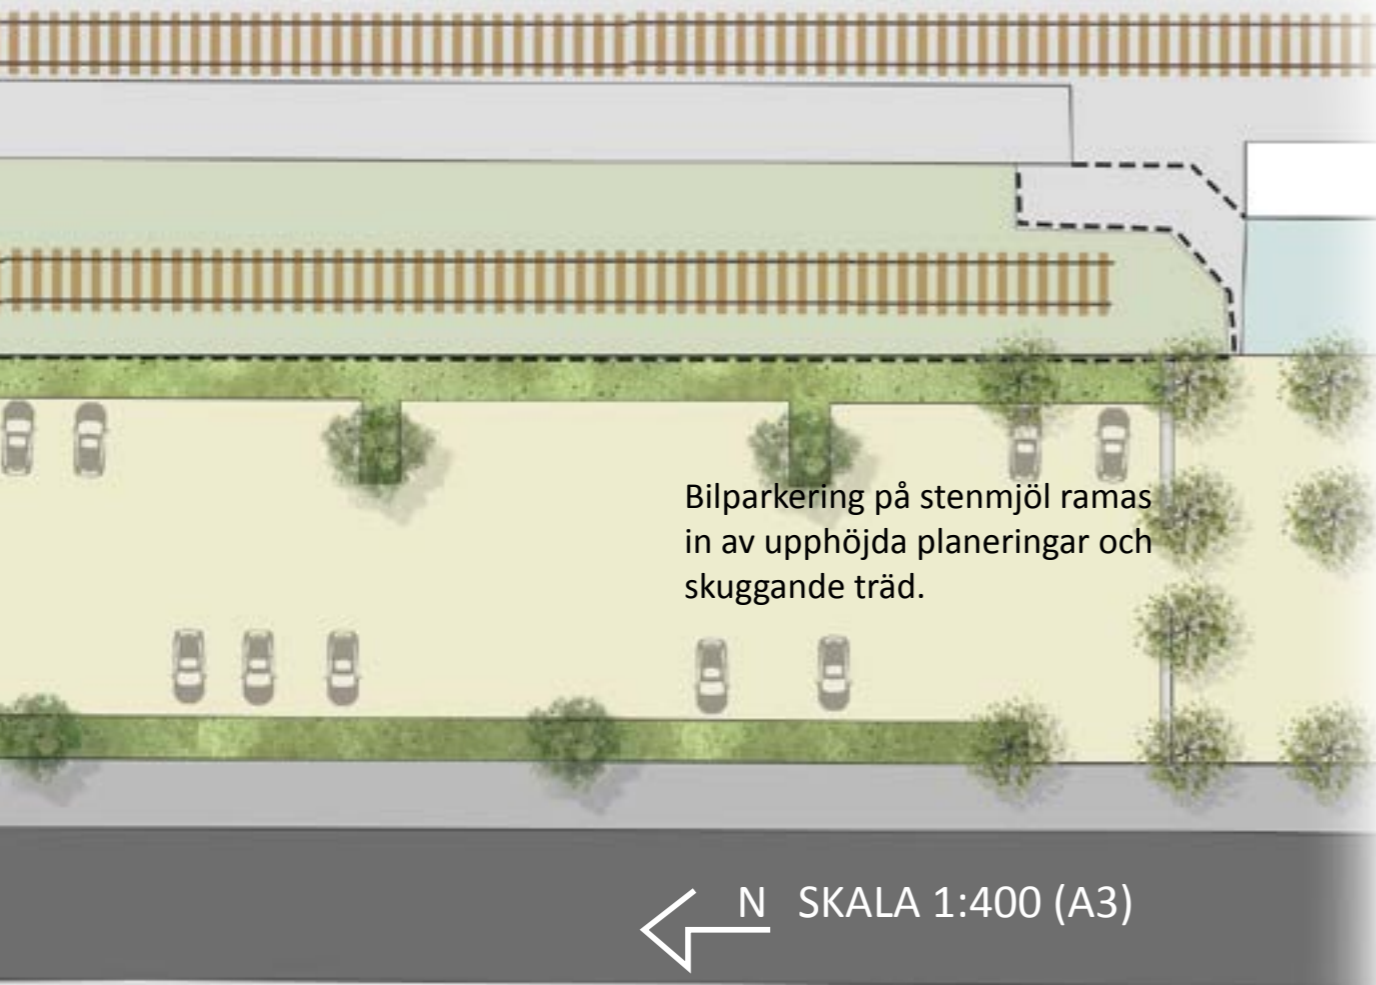 Bilparkering på stenmjöl ramas
in av upphöjda planeringar och
skuggande träd.
N SKALA 1:400 (A3)